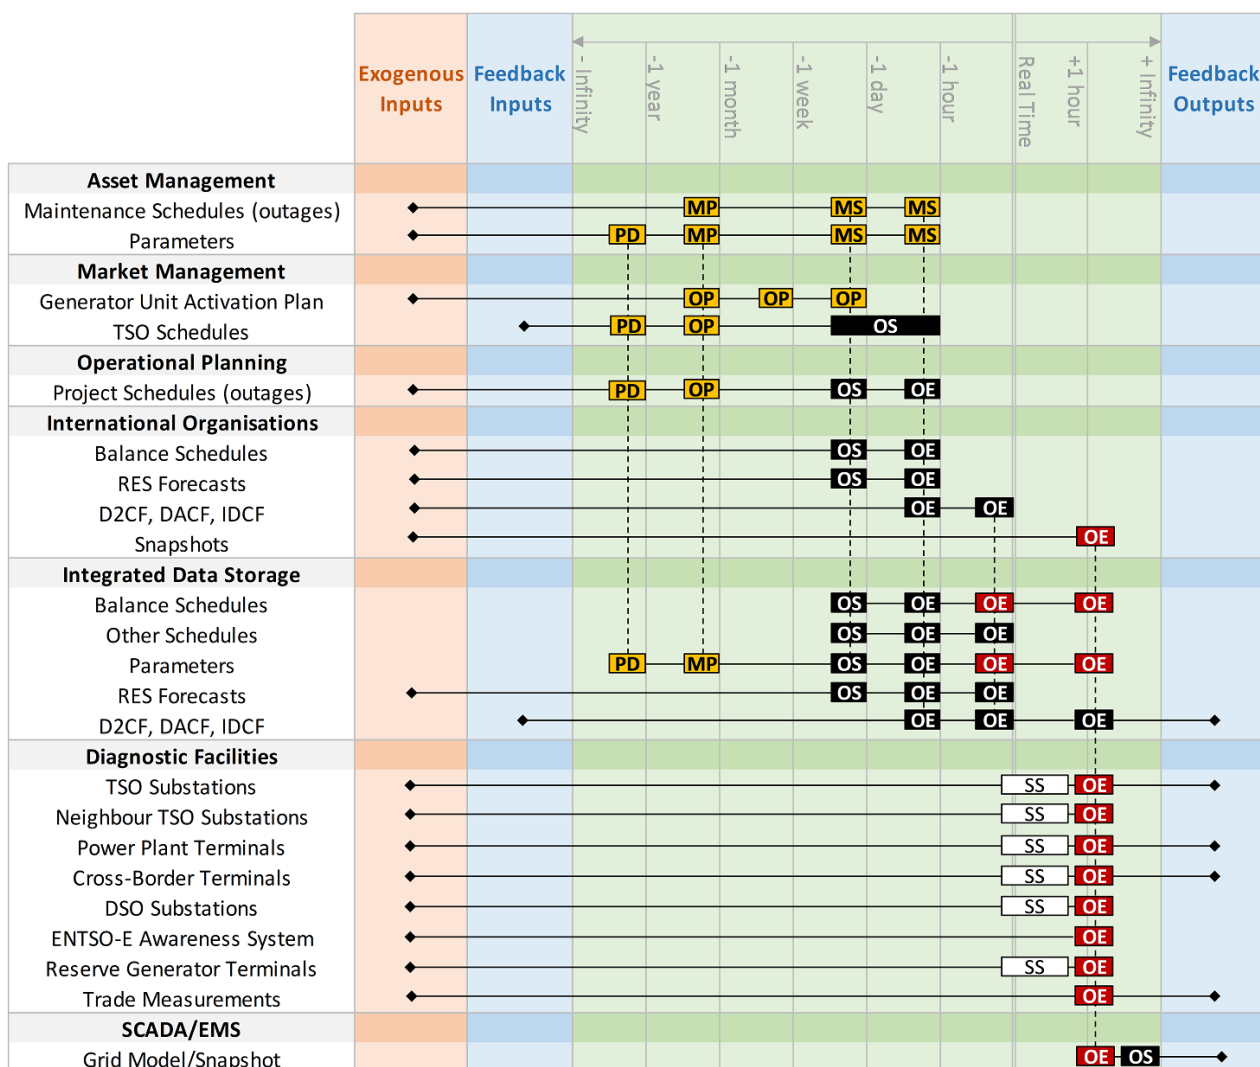 Exogenous Inputs
Feedback Inputs
- Infinity
-1 year
-1 month
-1 week
-1 day
-1 hour
Real Time
+1 hour
+ Infinity
Feedback Outputs
Asset Management
Maintenance Schedules (outages) MP MS MS
Parameters PD MP MS MS
Market Management
Generator Unit Activation Plan OP OP OP
TSO Schedules PD OP OS
Operational Planning
Project Schedules (outages) PD OP OS OE
International Organisations
Balance Schedules OS OE
RES Forecasts OS OE
D2CF, DACF, IDCF OE OE
Snapshots OE
Integrated Data Storage
Balance Schedules OS OE OE OE
Other Schedules OS OE OE
Parameters PD MP OS OE OE OE
RES Forecasts OS OE OE
D2CF, DACF, IDCF OE OE OE
Diagnostic Facilities
TSO Substations SS OE
Neighbour TSO Substations SS OE
Power Plant Terminals SS OE
Cross-Border Terminals SS OE
DSO Substations SS OE
ENTSO-E Awareness System OE
Reserve Generator Terminals SS OE
Trade Measurements OE
SCADA/EMS
Grid Model/Snapshot OE OS